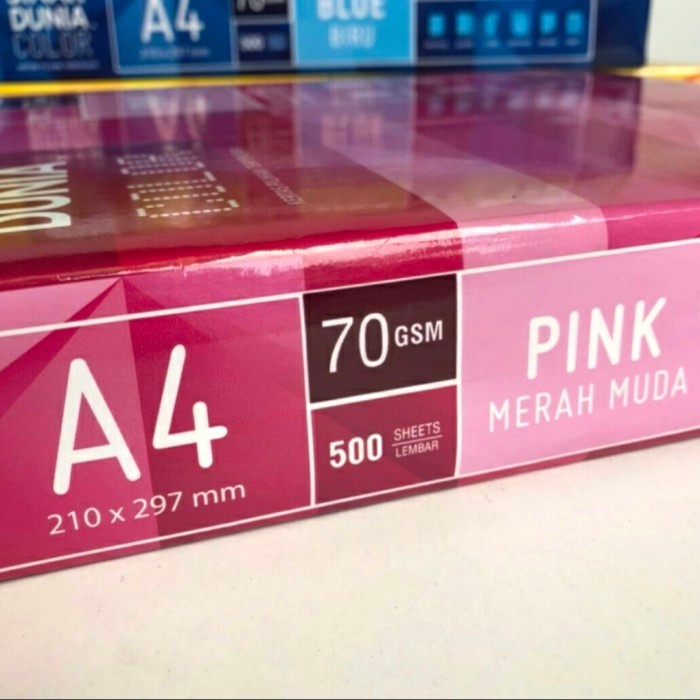 DUNIA
COLOR
A4
BLUE
BIRU
DUNIA
A4
210 x 297 mm
70 GSM
500 SHEETS
LEMBAR
PINK
MERAH MUDA